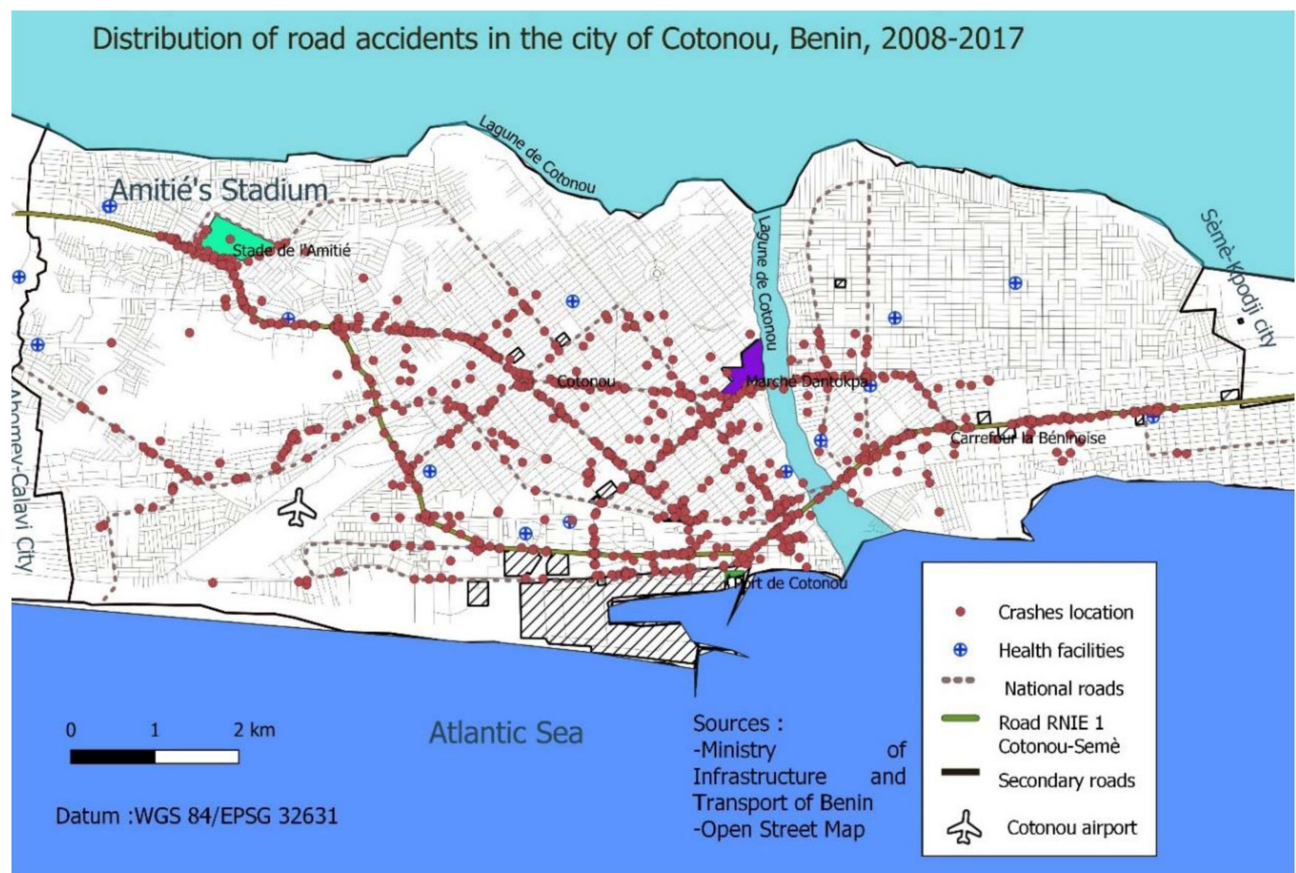 Distribution of road accidents in the city of Cotonou, Benin, 2008-2017
Lagune de Cotonou
Amitié's Stadium
Stade de l'Amitié
Lagune de Cotonou
Sèmè-Kpodji city
Cotonou
Marché Dantokpa
Carrefour la Béninoise
Abomey-Calavi City
Port de Cotonou
Crashes location
Health facilities
National roads
Road RNIE 1
Cotonou-Semè
Secondary roads
Cotonou airport
0 1 2 km
Atlantic Sea
Sources :
-Ministry of
Infrastructure and
Transport of Benin
-Open Street Map
Datum :WGS 84/EPSG 32631